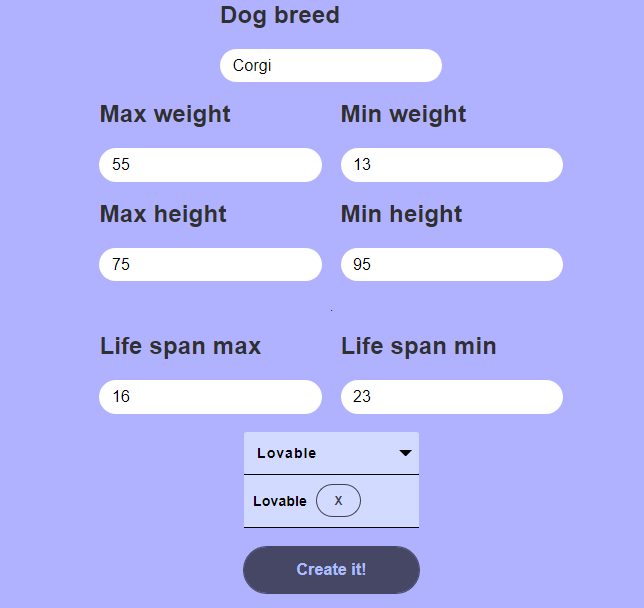 Dog breed
Corgi
Max weight
Min weight
55
13
Max height
Min height
75
95
Life span max
Life span min
16
23
Lovable
Lovable X
Create it!